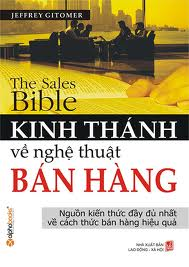 JEFFREY GITOMER
The Sales
Bible
KINH THÁNH
về nghệ thuật
BÁN HÀNG
Nguồn kiến thức đầy đủ nhất
về cách thức bán hàng hiệu quả
alphabooks
NHÀ XUẤT BẢN
LAO ĐỘNG - XÃ HỘI